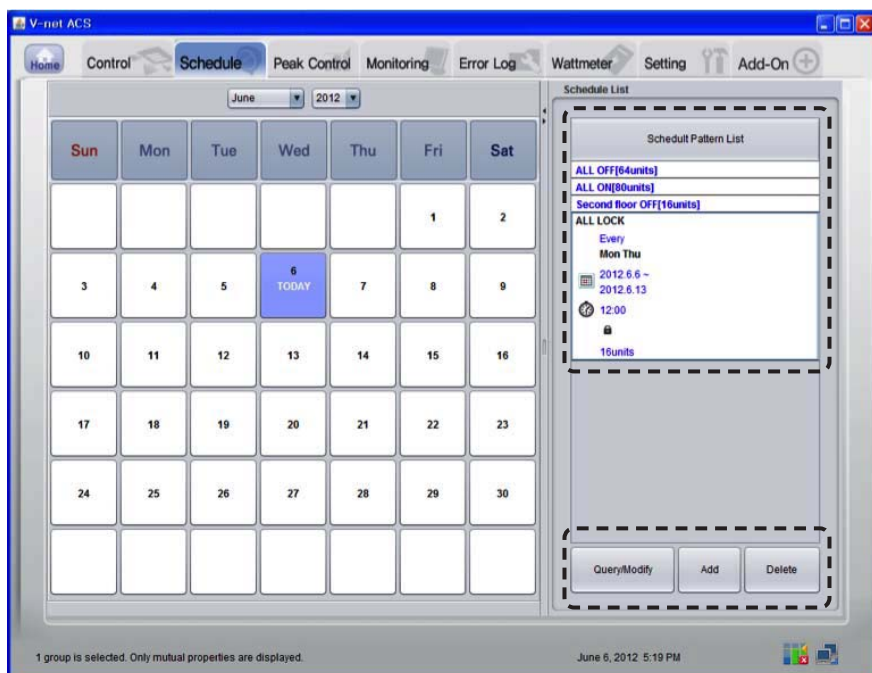 V-net ACS
Home Control Schedule Peak Control Monitoring Error Log Wattmeter Setting Add-On
June 2012
Schedule List
Sun Mon Tue Wed Thu Fri Sat
1 2
3 4 5 6 7 8 9
TODAY
10 11 12 13 14 15 16
17 18 19 20 21 22 23
24 25 26 27 28 29 30
Schedult Pattern List
ALL OFF[64units]
ALL ON[80units]
Second floor OFF[16units]
ALL LOCK
Every
Mon Thu
2012.6.6 ~
2012.6.13
12:00
16units
Query/Modify Add Delete
1 group is selected. Only mutual properties are displayed.
June 6, 2012 5:19 PM